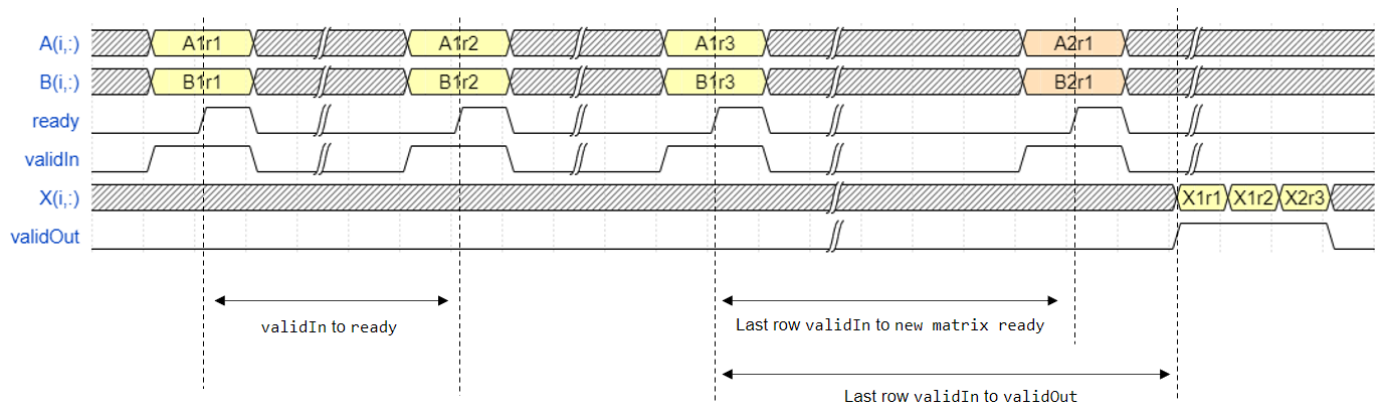 A(i,:) A1r1 A1r2 A1r3 A2r1
B(i,:) B1r1 B1r2 B1r3 B2r1
ready
validIn
X(i,:) X1r1 X1r2 X2r3
validOut
validIn to ready
Last row validIn to new matrix ready
Last row validIn to validOut